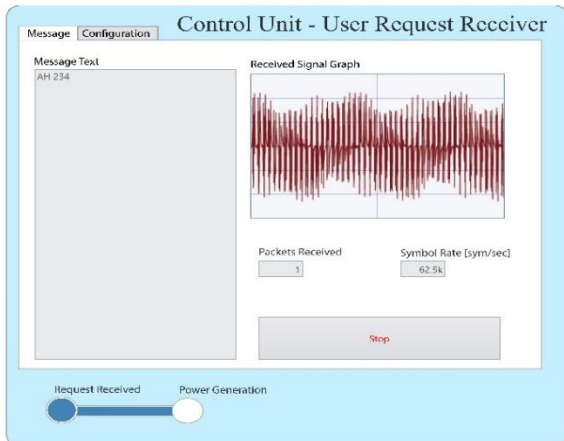 Control Unit - User Request Receiver
Message Configuration
Message Text
AH 234
Received Signal Graph
Packets Received
1
Symbol Rate [sym/sec]
62.5k
Stop
Request Received
Power Generation